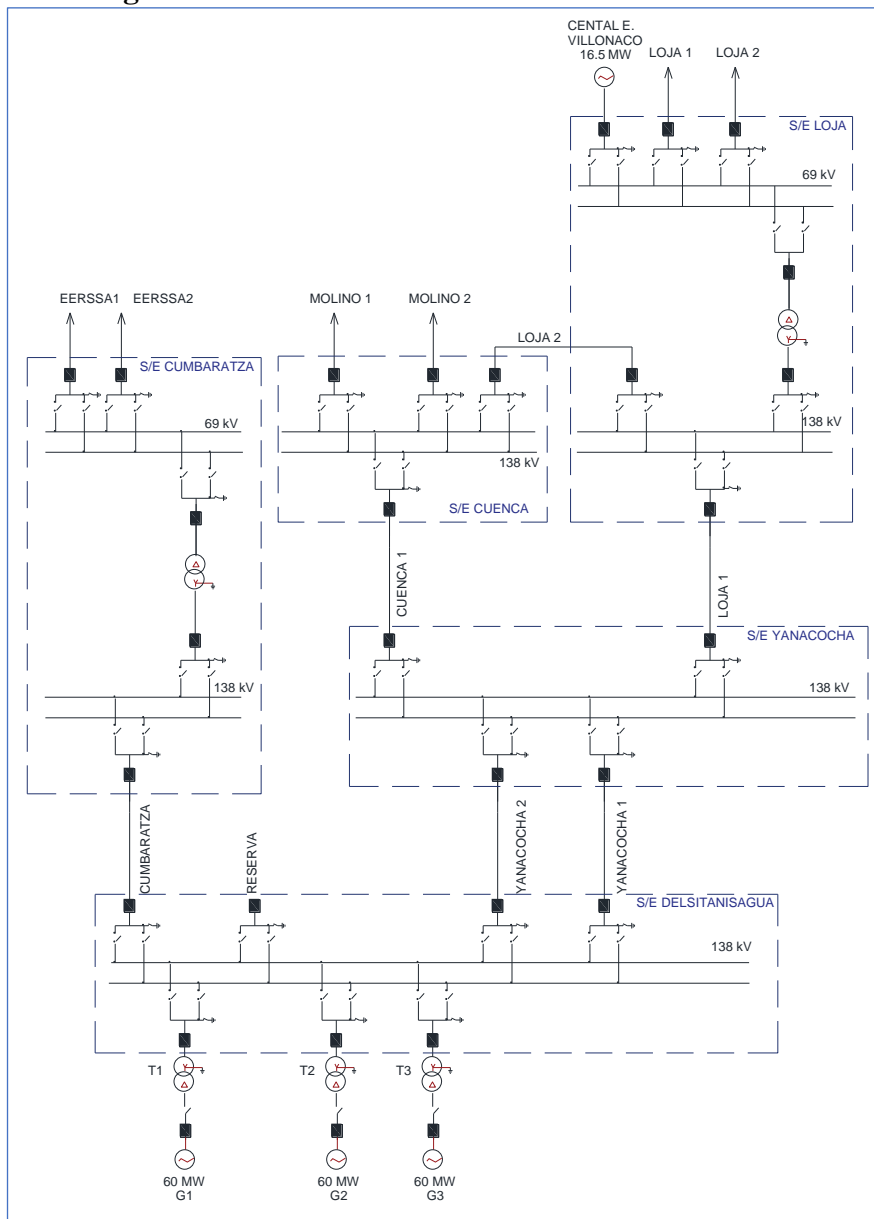 CENTAL E.
VILLONACO
16.5 MW
LOJA 1
LOJA 2
S/E LOJA
69 kV
EERSSA1
EERSSA2
MOLINO 1
MOLINO 2
LOJA 2
S/E CUMBARATZA
69 kV
138 kV
138 kV
S/E CUENCA
CUENCA 1
LOJA 1
S/E YANACOCHA
138 kV
138 kV
CUMBARATZA
RESERVA
YANACOCHA 2
YANACOCHA 1
S/E DELSITANISAGUA
138 kV
T1
T2
T3
60 MW
G1
60 MW
G2
60 MW
G3